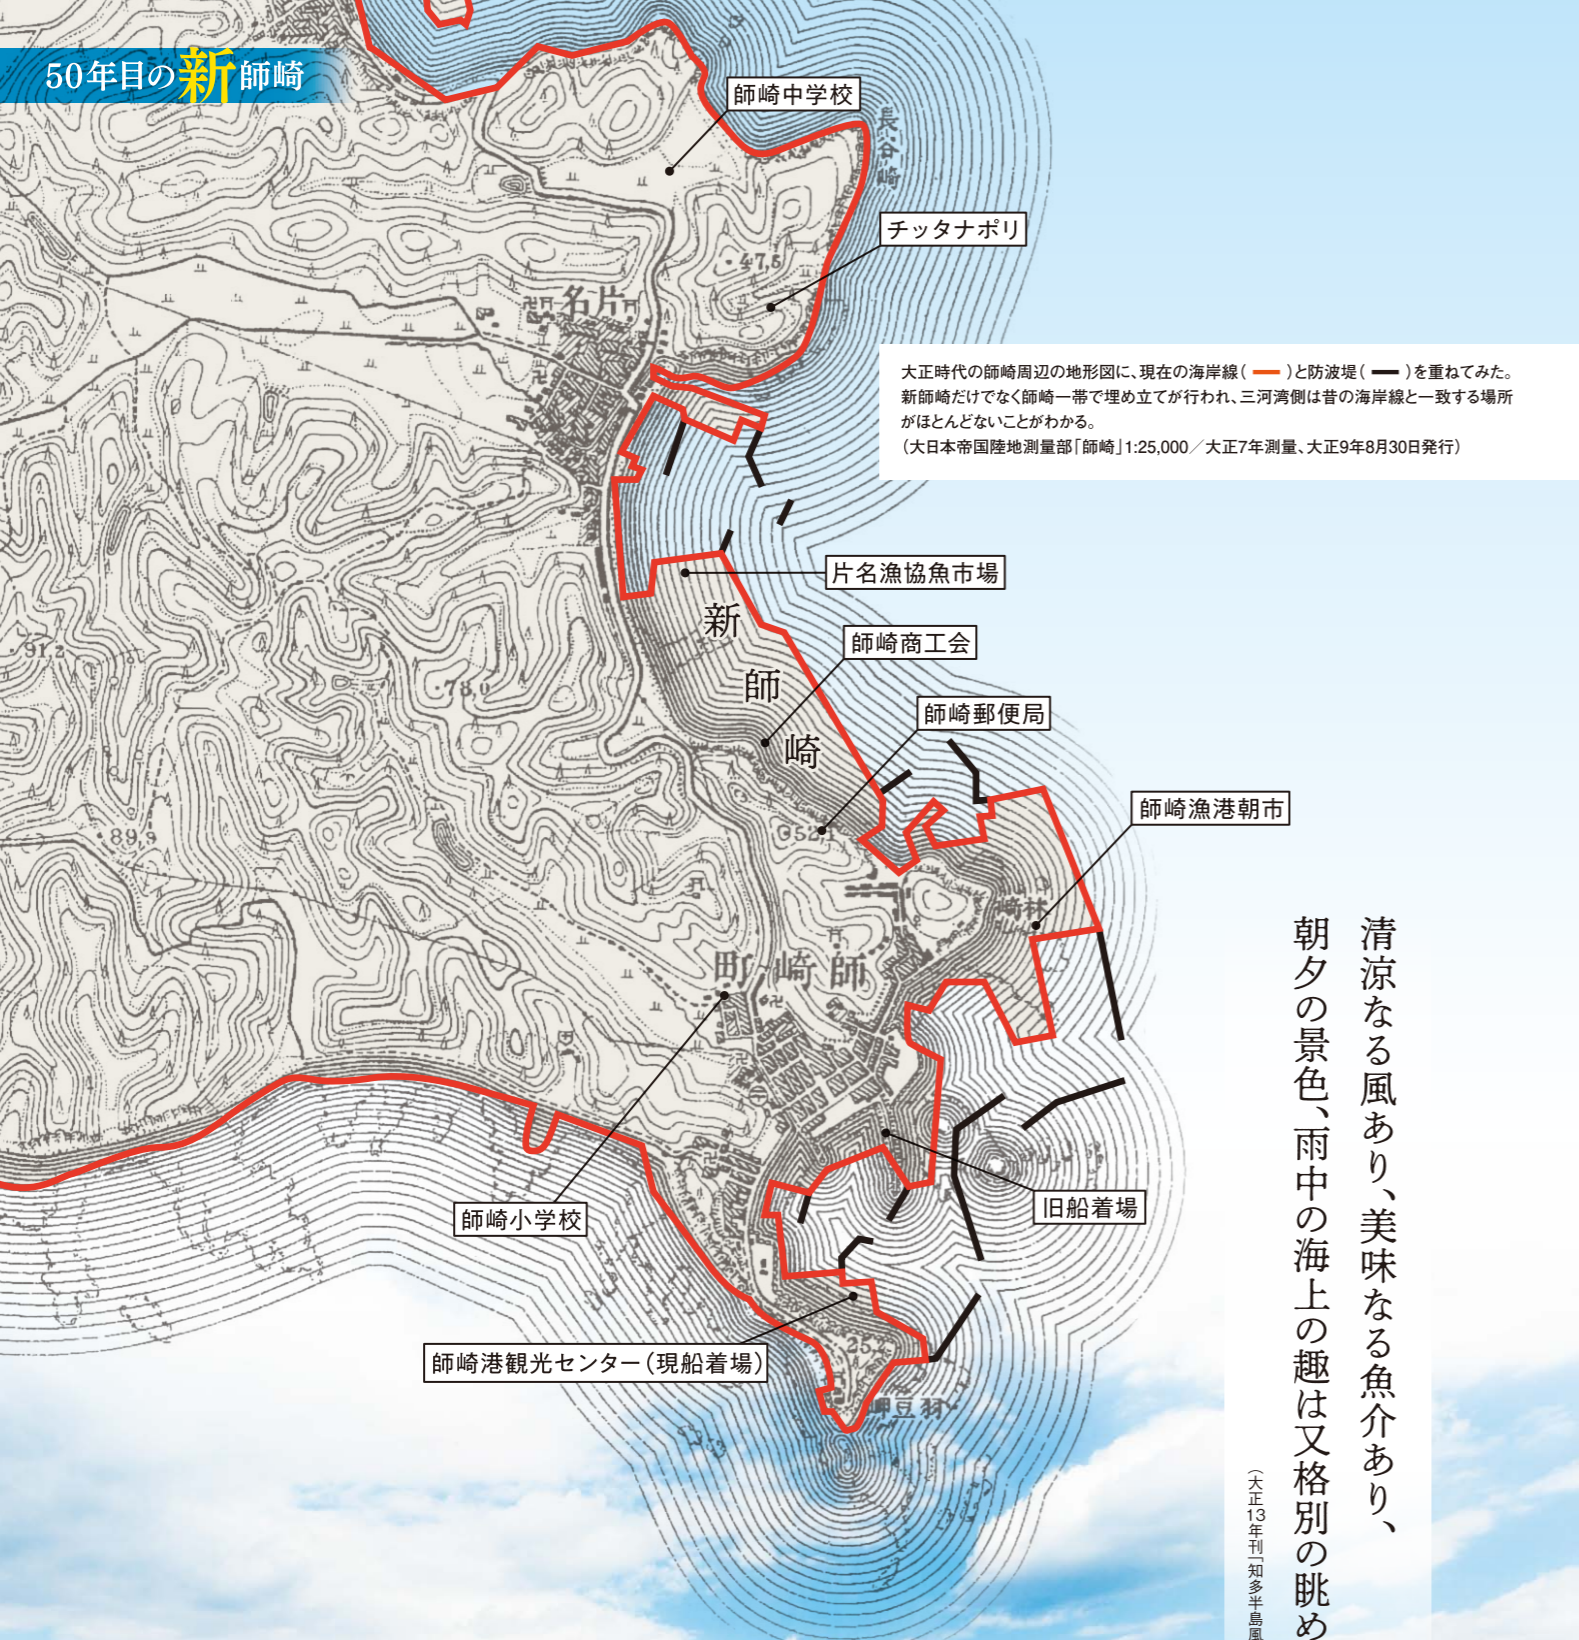 50年目の新師崎
師崎中学校
長谷崎
チッタナポリ
47,5
名片
大正時代の師崎周辺の地形図に、現在の海岸線( ━ )と防波堤( ━ )を重ねてみた。
新師崎だけでなく師崎一帯で埋め立てが行われ、三河湾側は昔の海岸線と一致する場所
がほとんどないことがわかる。
（大日本帝国陸地測量部「師崎」1:25,000／大正7年測量、大正9年8月30日発行）
片名漁協魚市場
新師崎
師崎商工会
91.2
78,0
師崎郵便局
師崎漁港朝市
89,9
52,1
崎林
町崎師
師崎小学校
旧船着場
師崎港観光センター（現船着場）
25,2
岬豆羽
清涼なる風あり、美味なる魚介あり、
朝夕の景色、雨中の海上の趣は又格別の眺め
（大正13年刊「知多半島風